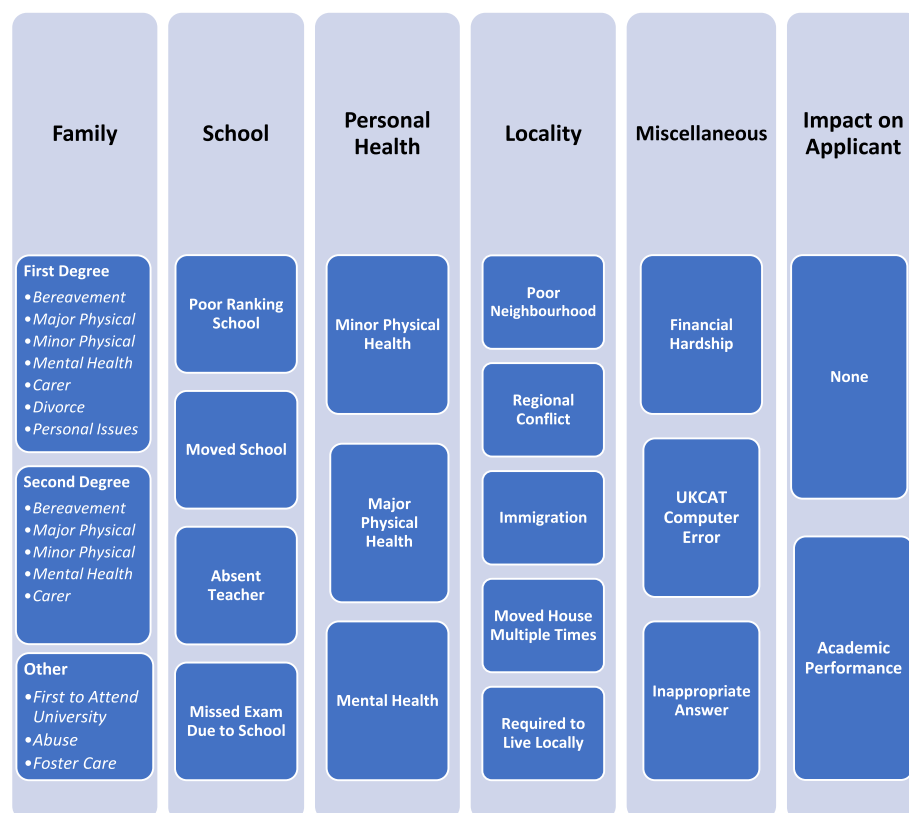 Family
First Degree
•Bereavement
•Major Physical
•Minor Physical
•Mental Health
•Carer
•Divorce
•Personal Issues
Second Degree
•Bereavement
•Major Physical
•Minor Physical
•Mental Health
•Carer
Other
•First to Attend
University
•Abuse
•Foster Care
School
Poor Ranking
School
Moved School
Absent
Teacher
Missed Exam
Due to School
Personal
Health
Minor Physical
Health
Major
Physical
Health
Mental Health
Locality
Poor
Neighbourhood
Regional
Conflict
Immigration
Moved House
Multiple Times
Required to
Live Locally
Miscellaneous
Financial
Hardship
UKCAT
Computer
Error
Inappropriate
Answer
Impact on
Applicant
None
Academic
Performance